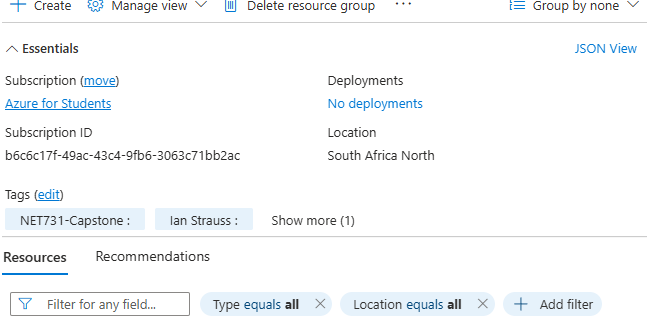 Create Manage view Delete resource group ... Group by none
Essentials JSON View
Subscription (move) Deployments
Azure for Students No deployments
Subscription ID Location
b6c6c17f-49ac-43c4-9fb6-3063c71bb2ac South Africa North
Tags (edit)
NET731-Capstone : Ian Strauss : Show more (1)
Resources Recommendations
Filter for any field... Type equals all Location equals all Add filter